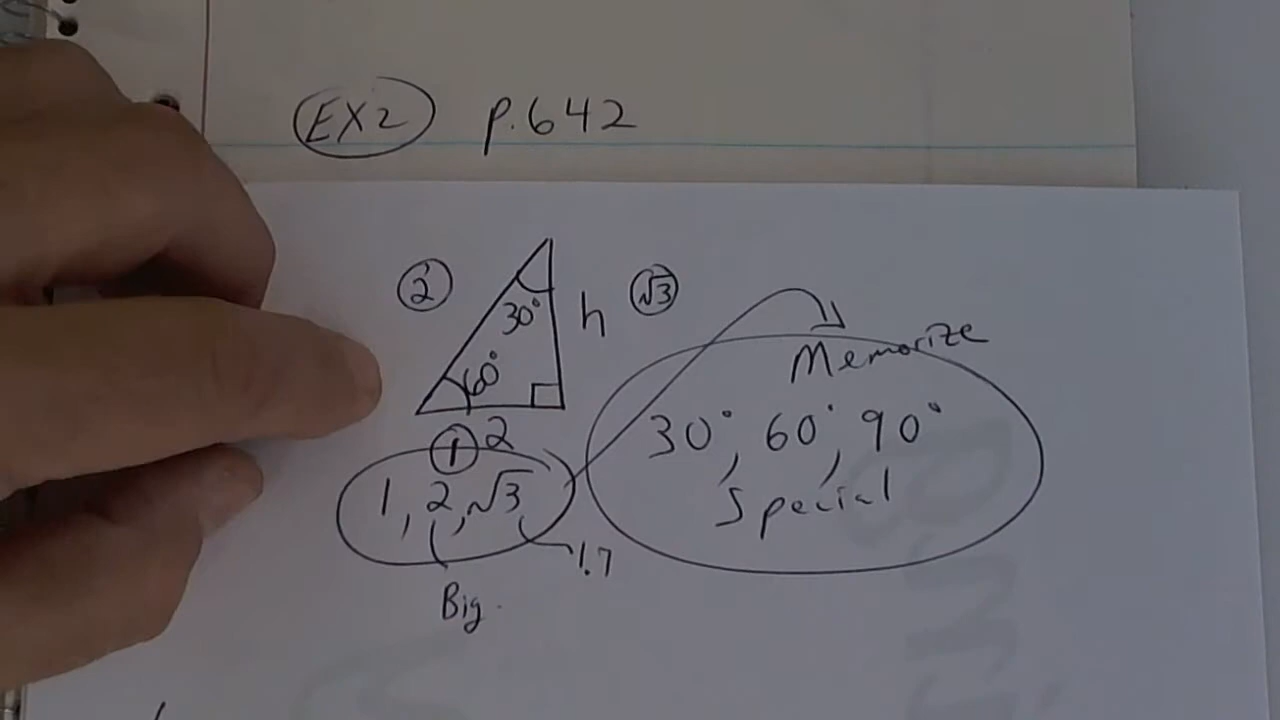 EX2 p.642
2 30° h √3
60°
1 2
Memorize
30°, 60°, 90°
Special
1, 2, √3
1.7
Big